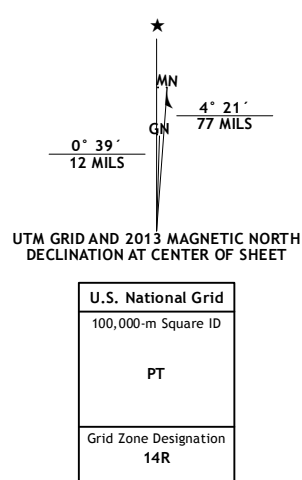 MN
GN
4° 21´
77 MILS
0° 39´
12 MILS
UTM GRID AND 2013 MAGNETIC NORTH
DECLINATION AT CENTER OF SHEET
U.S. National Grid
100,000-m Square ID
PT
Grid Zone Designation
14R